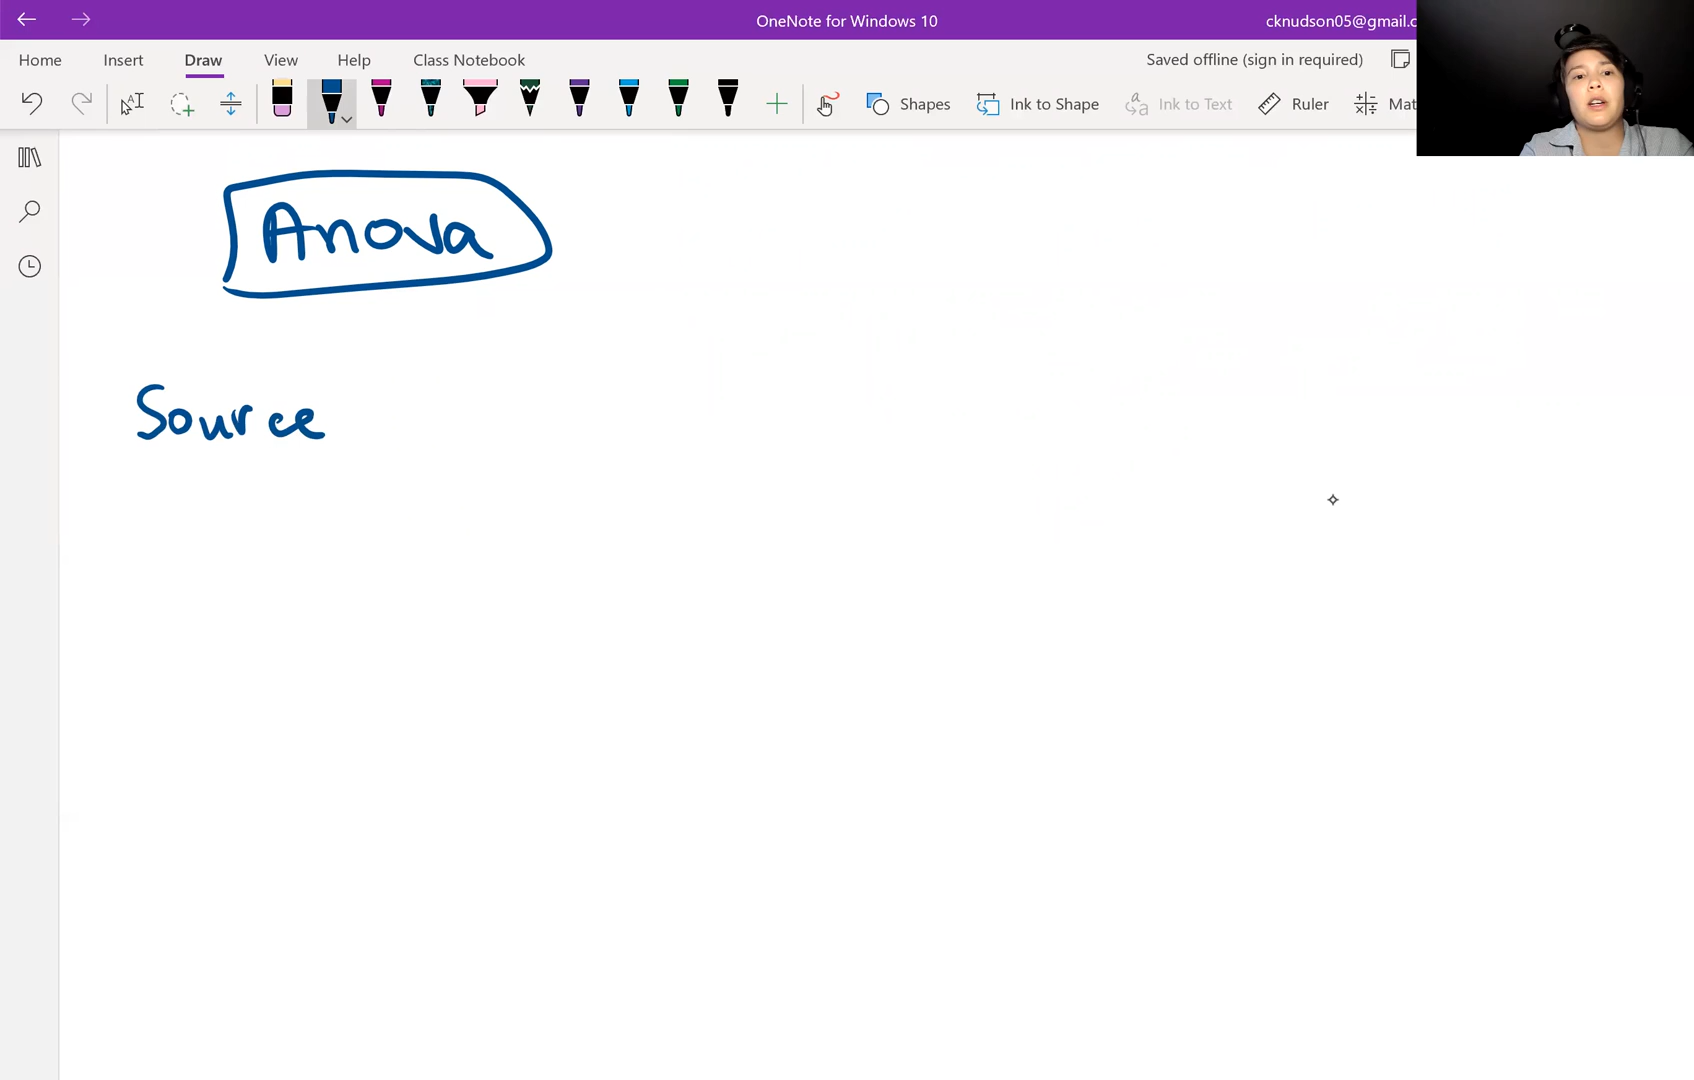 OneNote for Windows 10
cknudson05@gmail.c
Home Insert Draw View Help Class Notebook
Saved offline (sign in required)
Shapes Ink to Shape Ink to Text Ruler Mat
Anova
Source